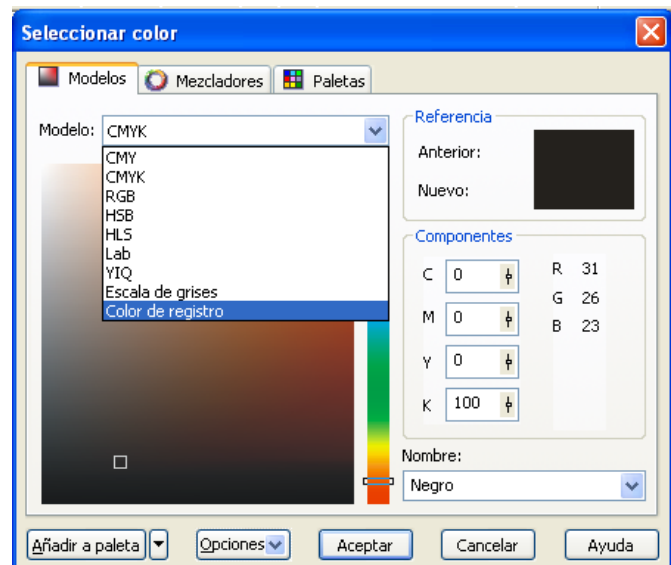 Seleccionar color
Modelos Mezcladores Paletas
Modelo: CMYK
CMY
CMYK
RGB
HSB
HLS
Lab
YIQ
Escala de grises
Color de registro
Referencia
Anterior:
Nuevo:
Componentes
C 0 R 31
G 26
M 0 B 23
Y 0
K 100
Nombre:
Negro
Añadir a paleta Opciones Aceptar Cancelar Ayuda